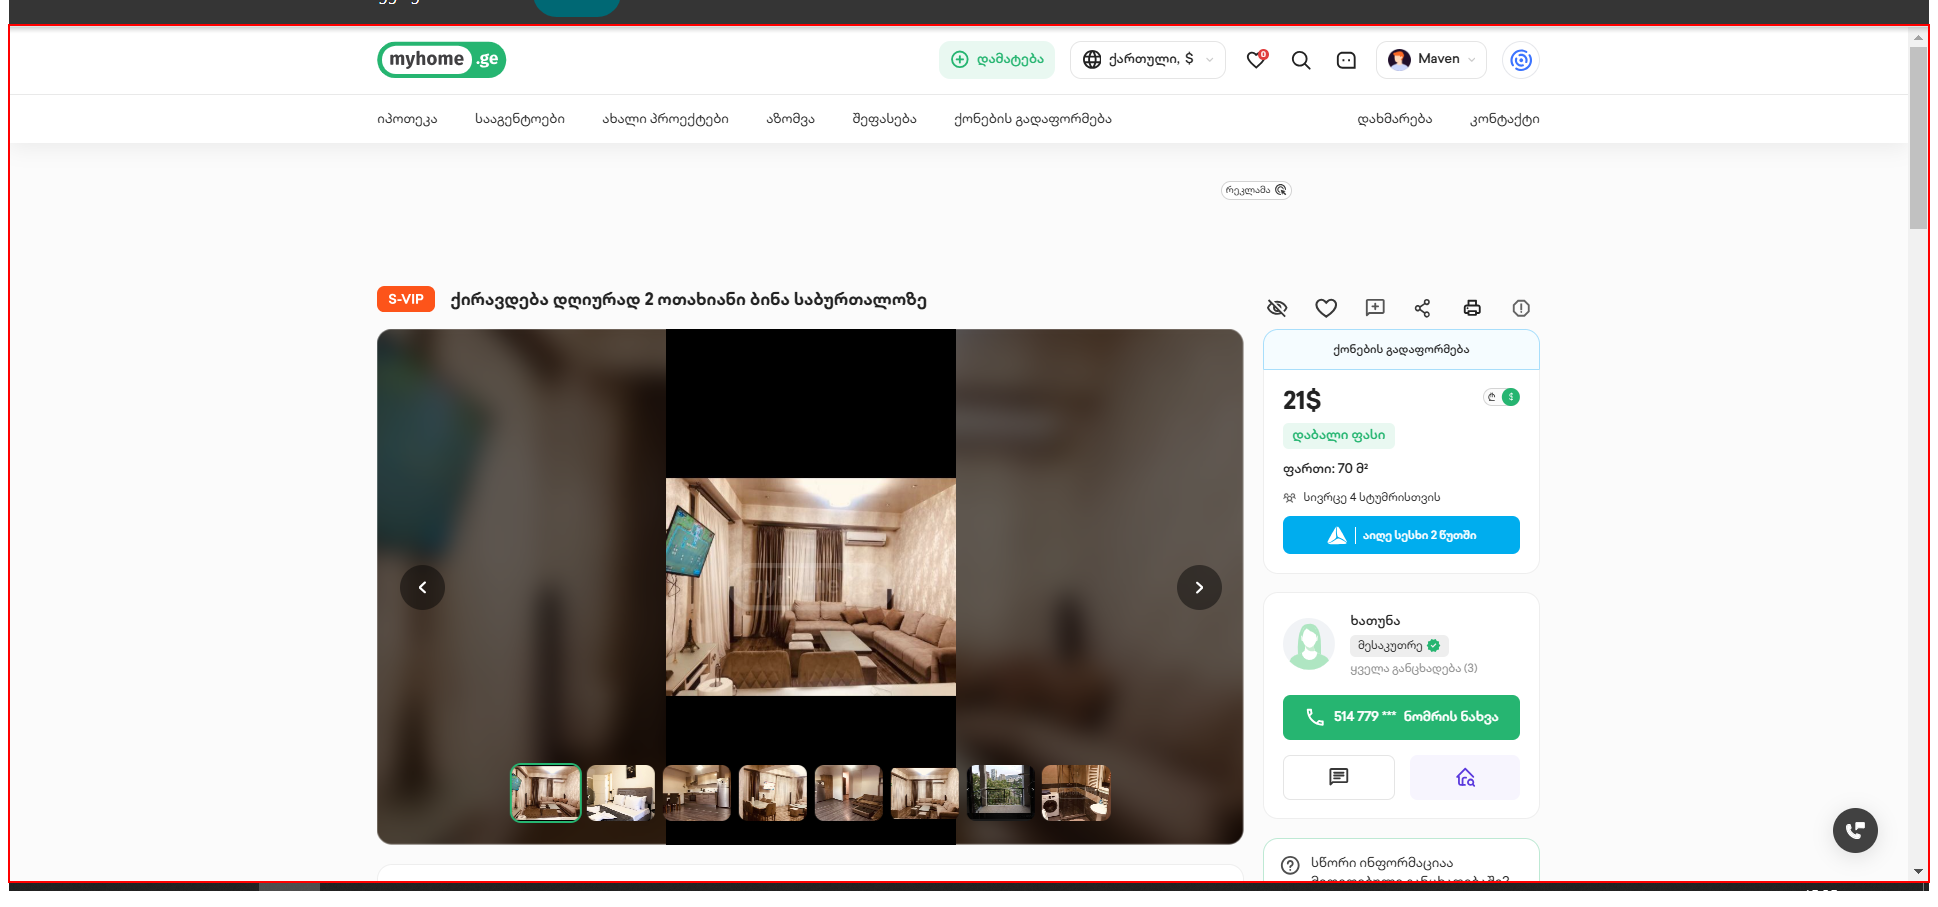 myhome.ge
დამატება
ქართული, $
0
Maven
იპოთეკა
სააგენტოები
ახალი პროექტები
აზომვა
შეფასება
ქონების გადაფორმება
დახმარება
კონტაქტი
რეკლამა
S-VIP
ქირავდება დღიურად 2 ოთახიანი ბინა საბურთალოზე
ქონების გადაფორმება
21$
₾ $
დაბალი ფასი
ფართი: 70 მ²
სივრცე 4 სტუმრისთვის
აიღე სესხი 2 წუთში
ხათუნა
მესაკუთრე
ყველა განცხადება (3)
514 779 *** ნომრის ნახვა
სწორი ინფორმაციაა